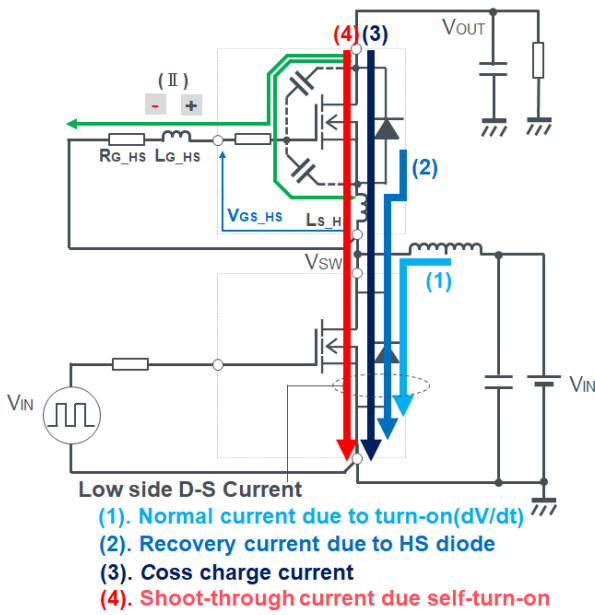 (4) (3)
VOUT
(Ⅱ)
- +
RG_HS LG_HS
(2)
VGS_HS
LS_H
VSW
(1)
VIN
VIN
Low side D-S Current
(1). Normal current due to turn-on(dV/dt)
(2). Recovery current due to HS diode
(3). Coss charge current
(4). Shoot-through current due self-turn-on